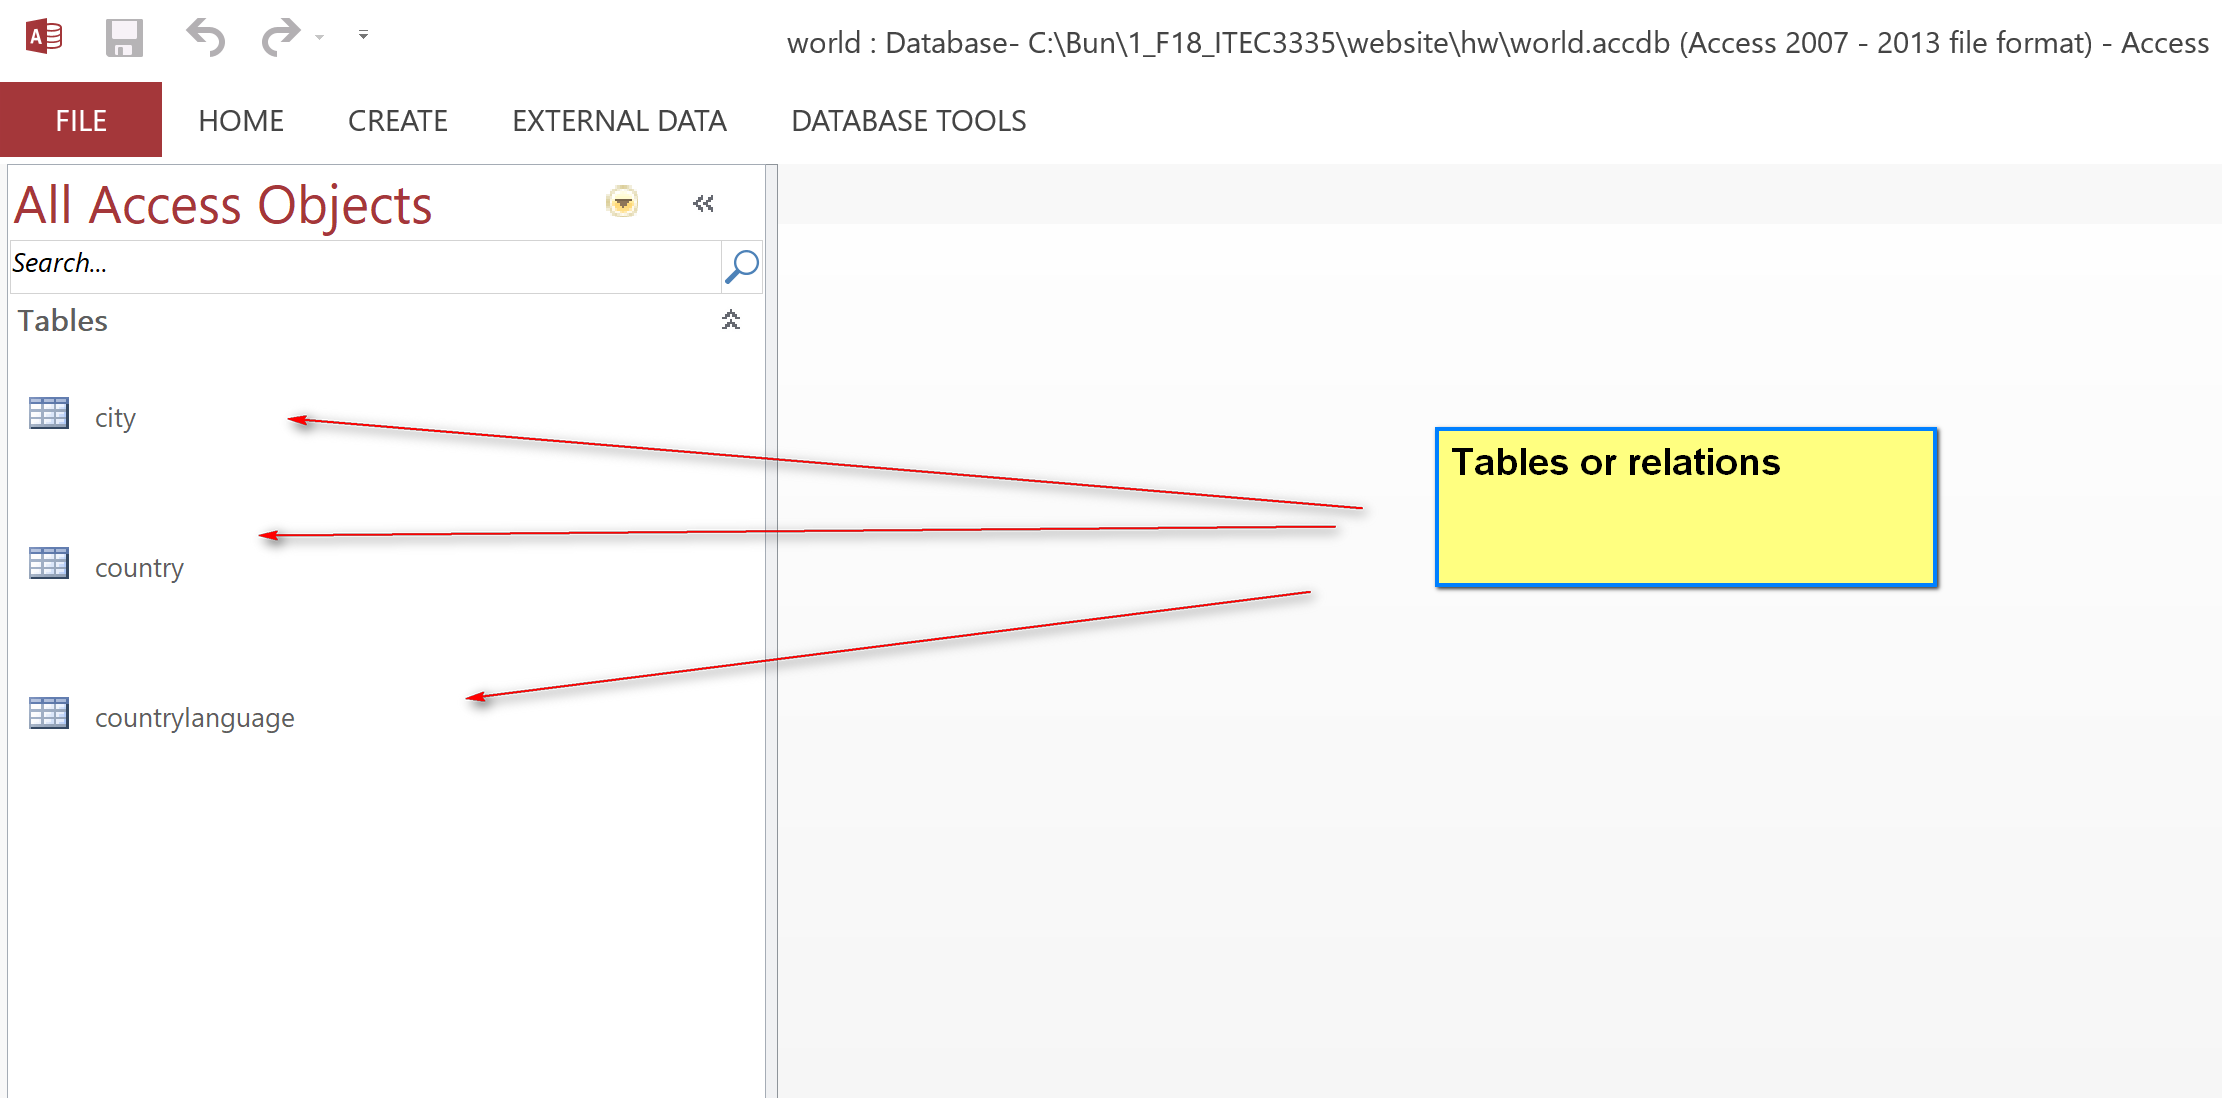 world : Database- C:\Bun\1_F18_ITEC3335\website\hw\world.accdb (Access 2007 - 2013 file format) - Access
FILE HOME CREATE EXTERNAL DATA DATABASE TOOLS
All Access Objects
Search...
Tables
city
Tables or relations
country
countrylanguage